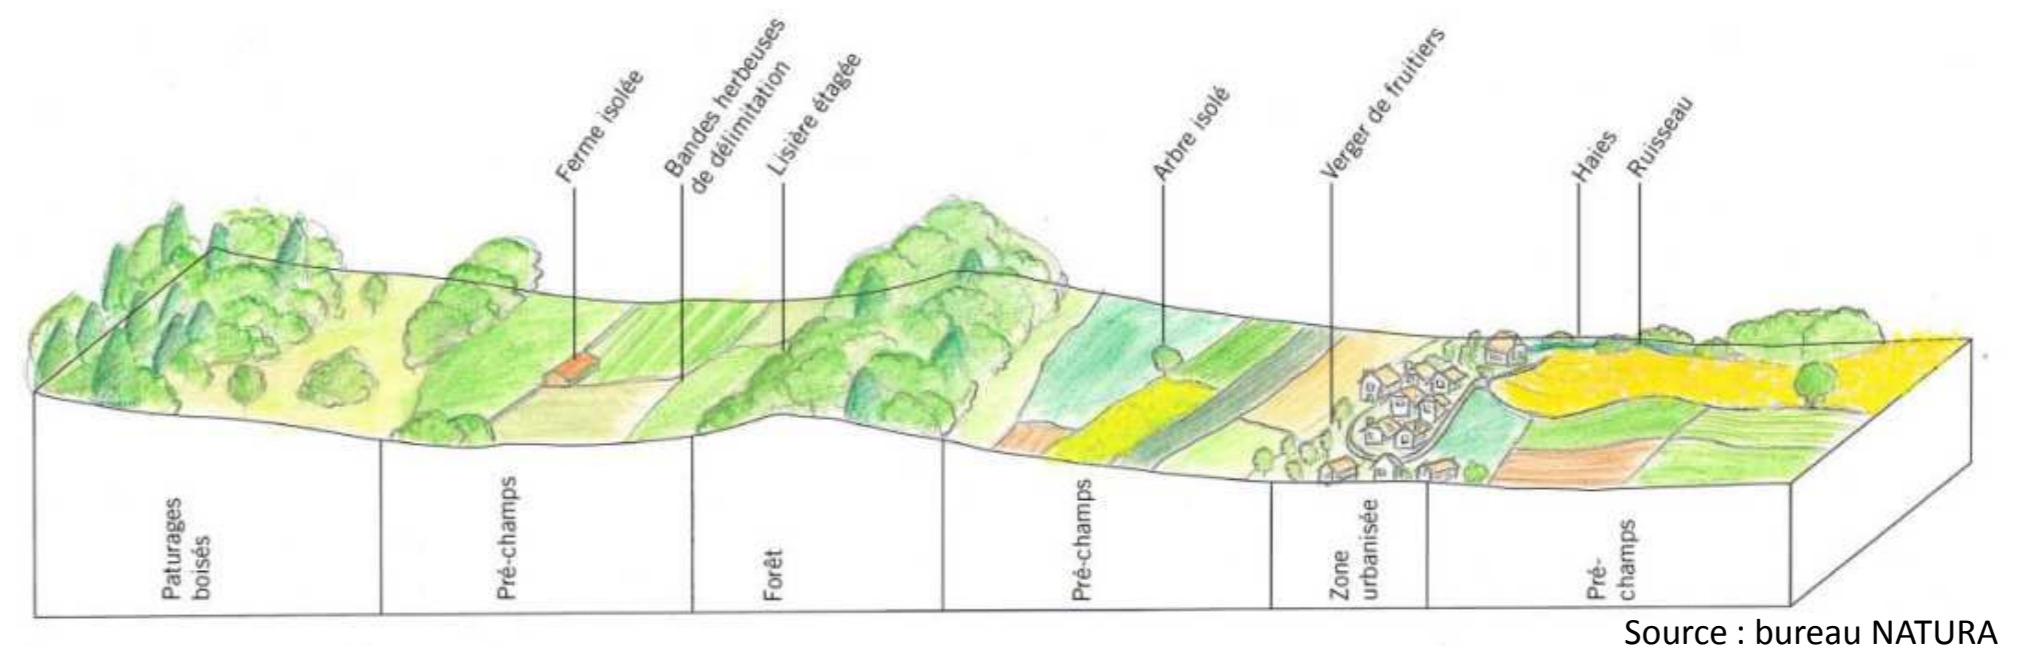 Ferme isolée
Bandes herbeuses
de délimitation
Lisière étagée
Arbre isolé
Verger de fruitiers
Haies
Ruisseau
Paturages
boisés
Pré-champs
Forêt
Pré-champs
Zone
urbanisée
Pré-
champs
Source : bureau NATURA